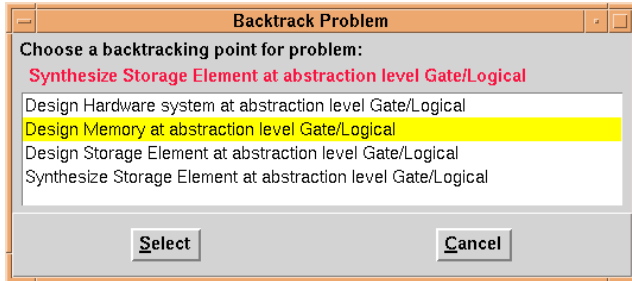 Backtrack Problem
Choose a backtracking point for problem:
Synthesize Storage Element at abstraction level Gate/Logical
Design Hardware system at abstraction level Gate/Logical
Design Memory at abstraction level Gate/Logical
Design Storage Element at abstraction level Gate/Logical
Synthesize Storage Element at abstraction level Gate/Logical
Select Cancel